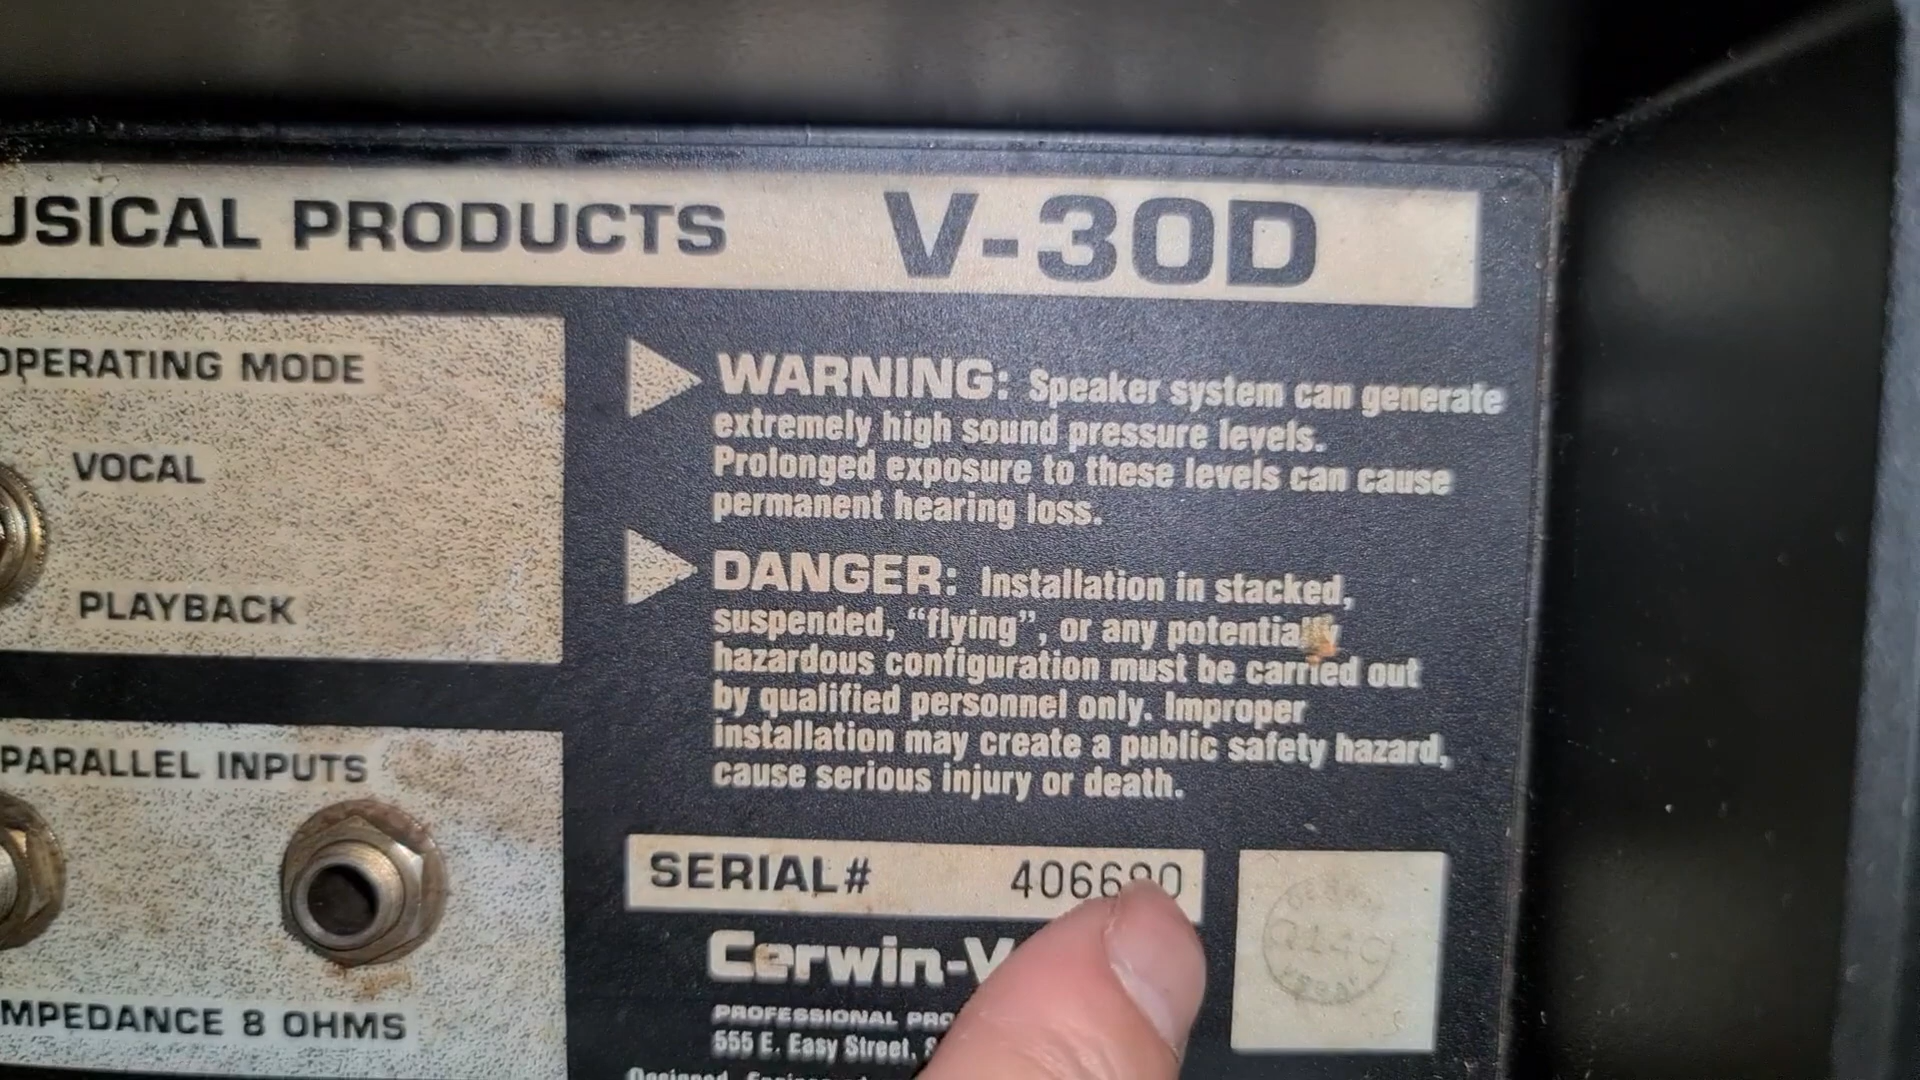 USICAL PRODUCTS V-30D
OPERATING MODE
VOCAL
PLAYBACK
PARALLEL INPUTS
MPEDANCE 8 OHMS
WARNING: Speaker system can generate
extremely high sound pressure levels.
Prolonged exposure to these levels can cause
permanent hearing loss.
DANGER: Installation in stacked,
suspended, “flying”, or any potentially
hazardous configuration must be carried out
by qualified personnel only. Improper
installation may create a public safety hazard,
cause serious injury or death.
SERIAL#
Cerwin-V
PROFESSIONAL PRO
555 E. Easy Street, S